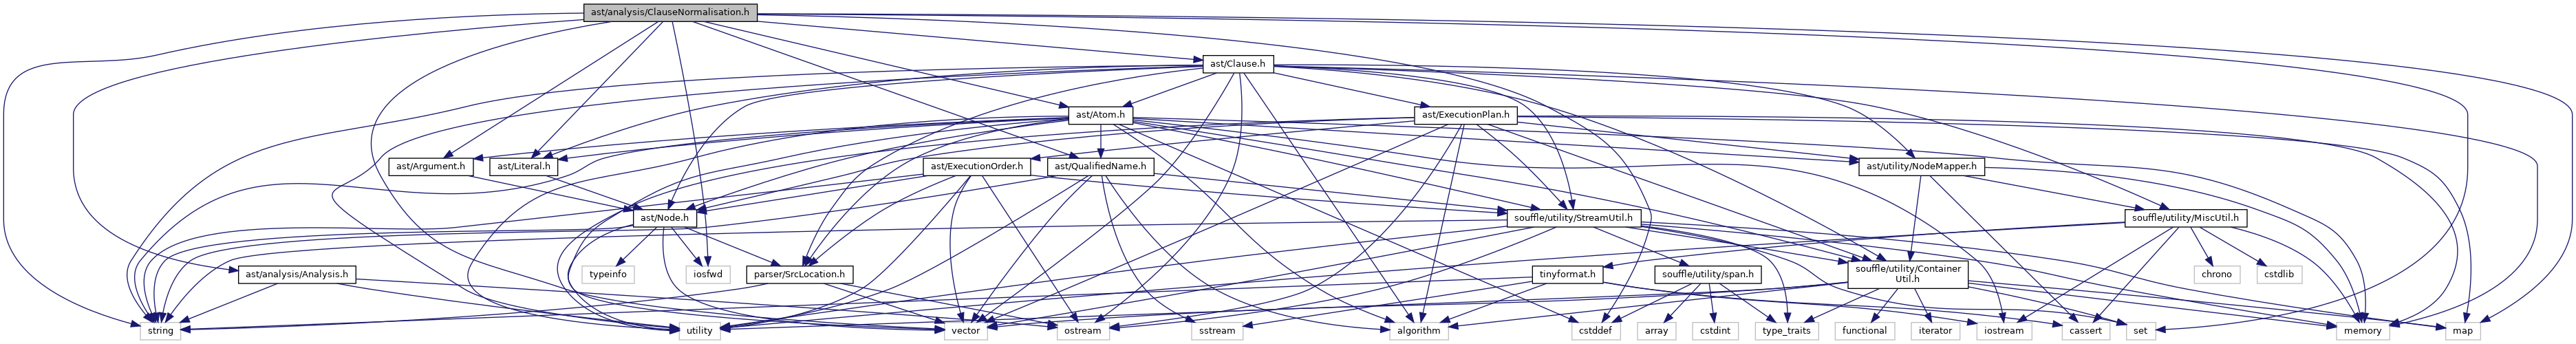 ast/analysis/ClauseNormalisation.h
ast/Clause.h
ast/Atom.h
ast/ExecutionPlan.h
ast/Argument.h
ast/Literal.h
ast/ExecutionOrder.h
ast/QualifiedName.h
ast/utility/NodeMapper.h
ast/Node.h
souffle/utility/StreamUtil.h
souffle/utility/MiscUtil.h
ast/analysis/Analysis.h
typeinfo
iosfwd
parser/SrcLocation.h
tinyformat.h
souffle/utility/span.h
souffle/utility/Container
Util.h
chrono
cstdlib
string
utility
vector
ostream
sstream
algorithm
cstddef
array
cstdint
type_traits
functional
iterator
iostream
cassert
set
memory
map